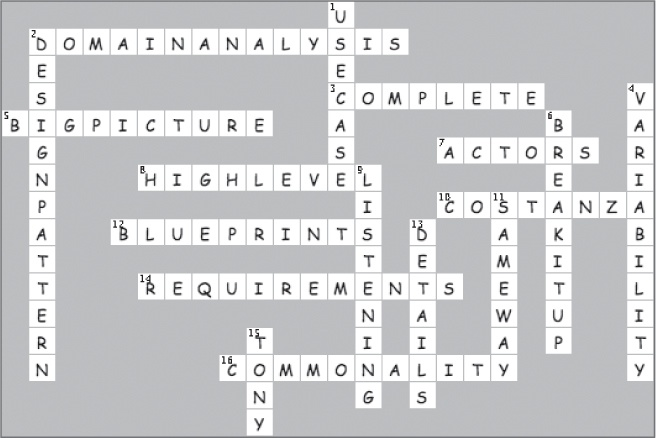 1 USECASE
2 DOMAINANALYSIS
DESIGNPATTERN
3 COMPLETE
4 VARIABILITY
5 BIGPICTURE
6 BREAKITUP
7 ACTORS
8 HIGHLEVEL
9 LISTENING
10 COSTANZA
11 SAMEWAY
12 BLUEPRINTS
13 DETAILS
14 REQUIREMENTS
15 TONY
16 COMMONALITY